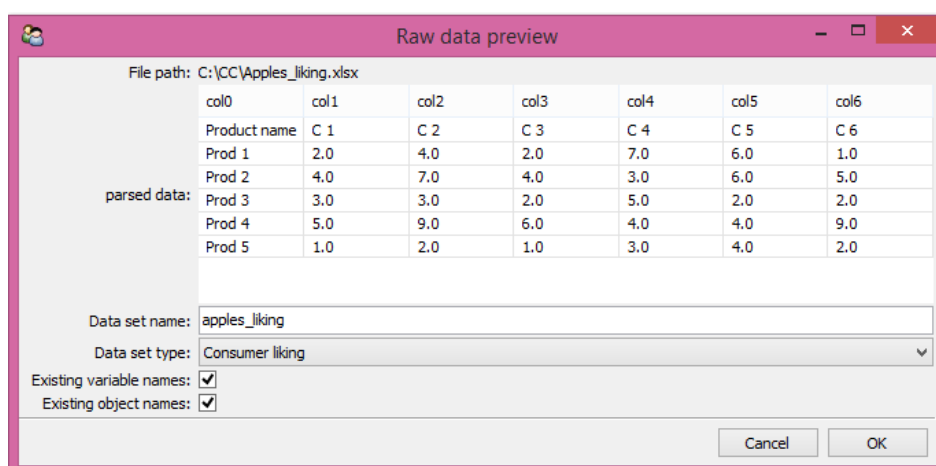 Raw data preview
File path: C:\CC\Apples_liking.xlsx
col0 col1 col2 col3 col4 col5 col6
Product name C 1 C 2 C 3 C 4 C 5 C 6
Prod 1 2.0 4.0 2.0 7.0 6.0 1.0
Prod 2 4.0 7.0 4.0 3.0 6.0 5.0
parsed data: Prod 3 3.0 3.0 2.0 5.0 2.0 2.0
Prod 4 5.0 9.0 6.0 4.0 4.0 9.0
Prod 5 1.0 2.0 1.0 3.0 4.0 2.0
Data set name: apples_liking
Data set type: Consumer liking
Existing variable names:
Existing object names:
Cancel OK